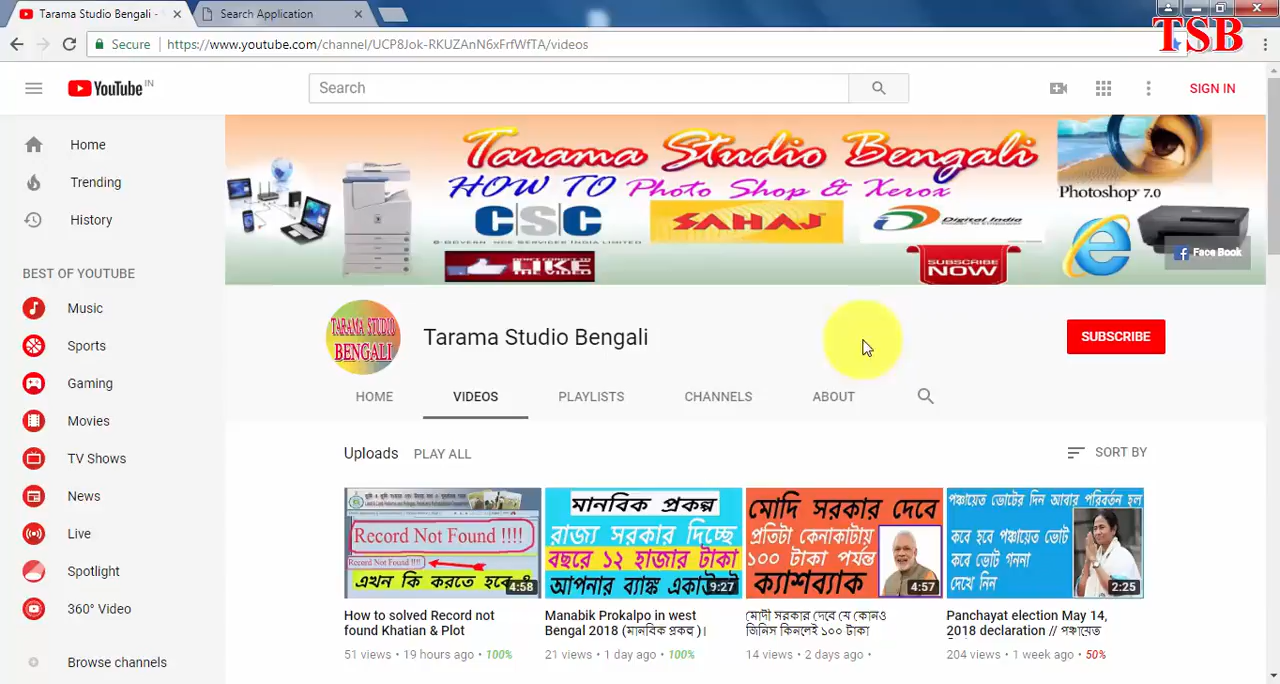 Tarama Studio Bengali -
Search Application
TSB
Secure
https://www.youtube.com/channel/UCP8Jok-RKUZAnN6xFrfWfTA/videos
YouTube IN
Search
SIGN IN
Home
Trending
History
BEST OF YOUTUBE
Music
Sports
Gaming
Movies
TV Shows
News
Live
Spotlight
360° Video
Browse channels
Tarama Studio Bengali
HOW TO Photo Shop & Xerox
CSC
SAHAJ
Digital India
LIKE
THE VIDEO
SUBSCRIBE
NOW
Photoshop 7.0
Face Book
TARAMA STUDIO
BENGALI
Tarama Studio Bengali
SUBSCRIBE
HOME
VIDEOS
PLAYLISTS
CHANNELS
ABOUT
Uploads
PLAY ALL
SORT BY
Record Not Found !!!!
Record Not Found !!!!
এখন কি করতে হবে ?
4:58
How to solved Record not
found Khatian & Plot
51 views • 19 hours ago • 100%
মানবিক প্রকল্প
রাজ্য সরকার দিচ্ছে
বছরে ১২ হাজার টাকা
আপনার ব্যাঙ্ক একাউন্টে
9:27
Manabik Prokalpo in west
Bengal 2018 (মানবিক প্রকল্প )।
21 views • 1 day ago • 100%
মোদি সরকার দেবে
প্রতিটা কেনাকাটায়
১০০ টাকা পর্যন্ত
ক্যাশব্যাক
4:57
মোদী সরকার দেবে যে কোনও
জিনিস কিনলেই ১০০ টাকা
14 views • 2 days ago •
পঞ্চায়েত ভোটের দিন আবার পরিবর্তন হল
কবে হবে পঞ্চায়েত ভোট
কবে ভোট গননা
দেখে নিন
2:25
Panchayat election May 14,
2018 declaration // পঞ্চায়েত
204 views • 1 week ago • 50%